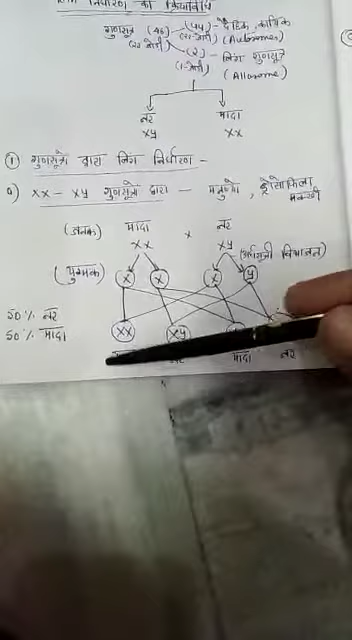 लिंग निर्धारण की क्रियाविधि
गुणसूत्र (46) (44) - दैहिक, कायिक
(23 जोड़ी) (22 जोड़ी) (Autosomes)
(2) - लिंग गुणसूत्र
(1 जोड़ी) (Allosome)
नर मादा
xy xx
① गुणसूत्रों द्वारा लिंग निर्धारण -
a) xx - xy गुणसूत्रों द्वारा - मनुष्यों, ड्रोसोफिला
मक्खी
(जनक) मादा x नर
xx xy
(अर्धसूत्री विभाजन)
(युग्मक) x x x y
50% नर
50% मादा
xx xy
मादा नर